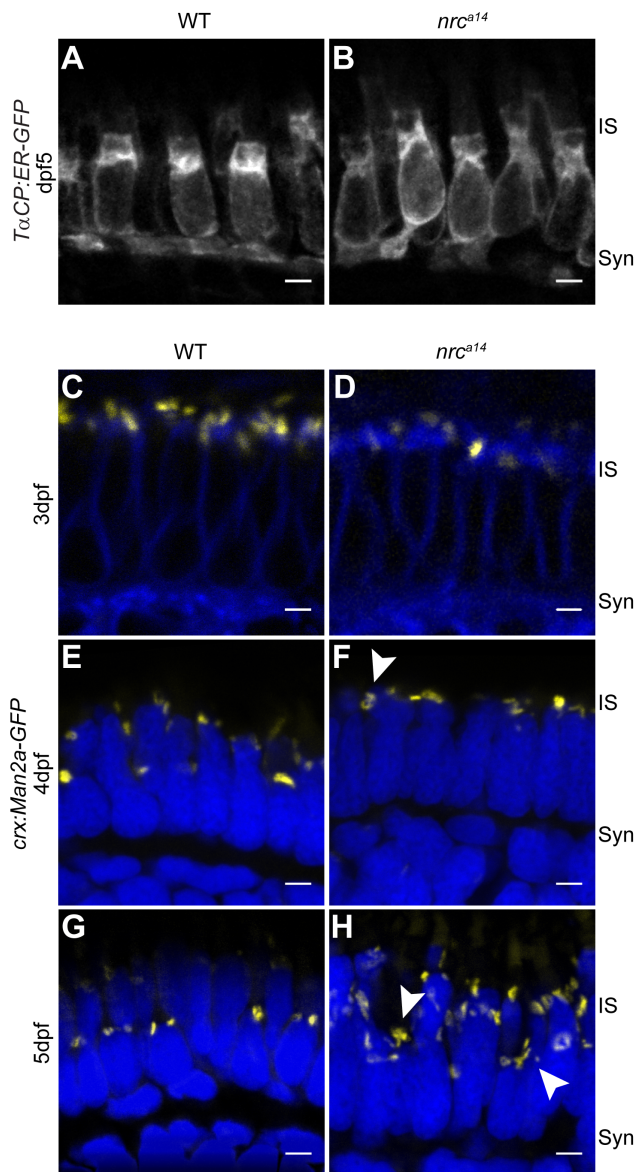 WT nrc^a14
A B
TαCP:ER-GFP
dpf5
IS
Syn
WT nrc^a14
C D
3dpf
IS
Syn
E F
crx:Man2a-GFP
4dpf
IS
Syn
G H
5dpf
IS
Syn